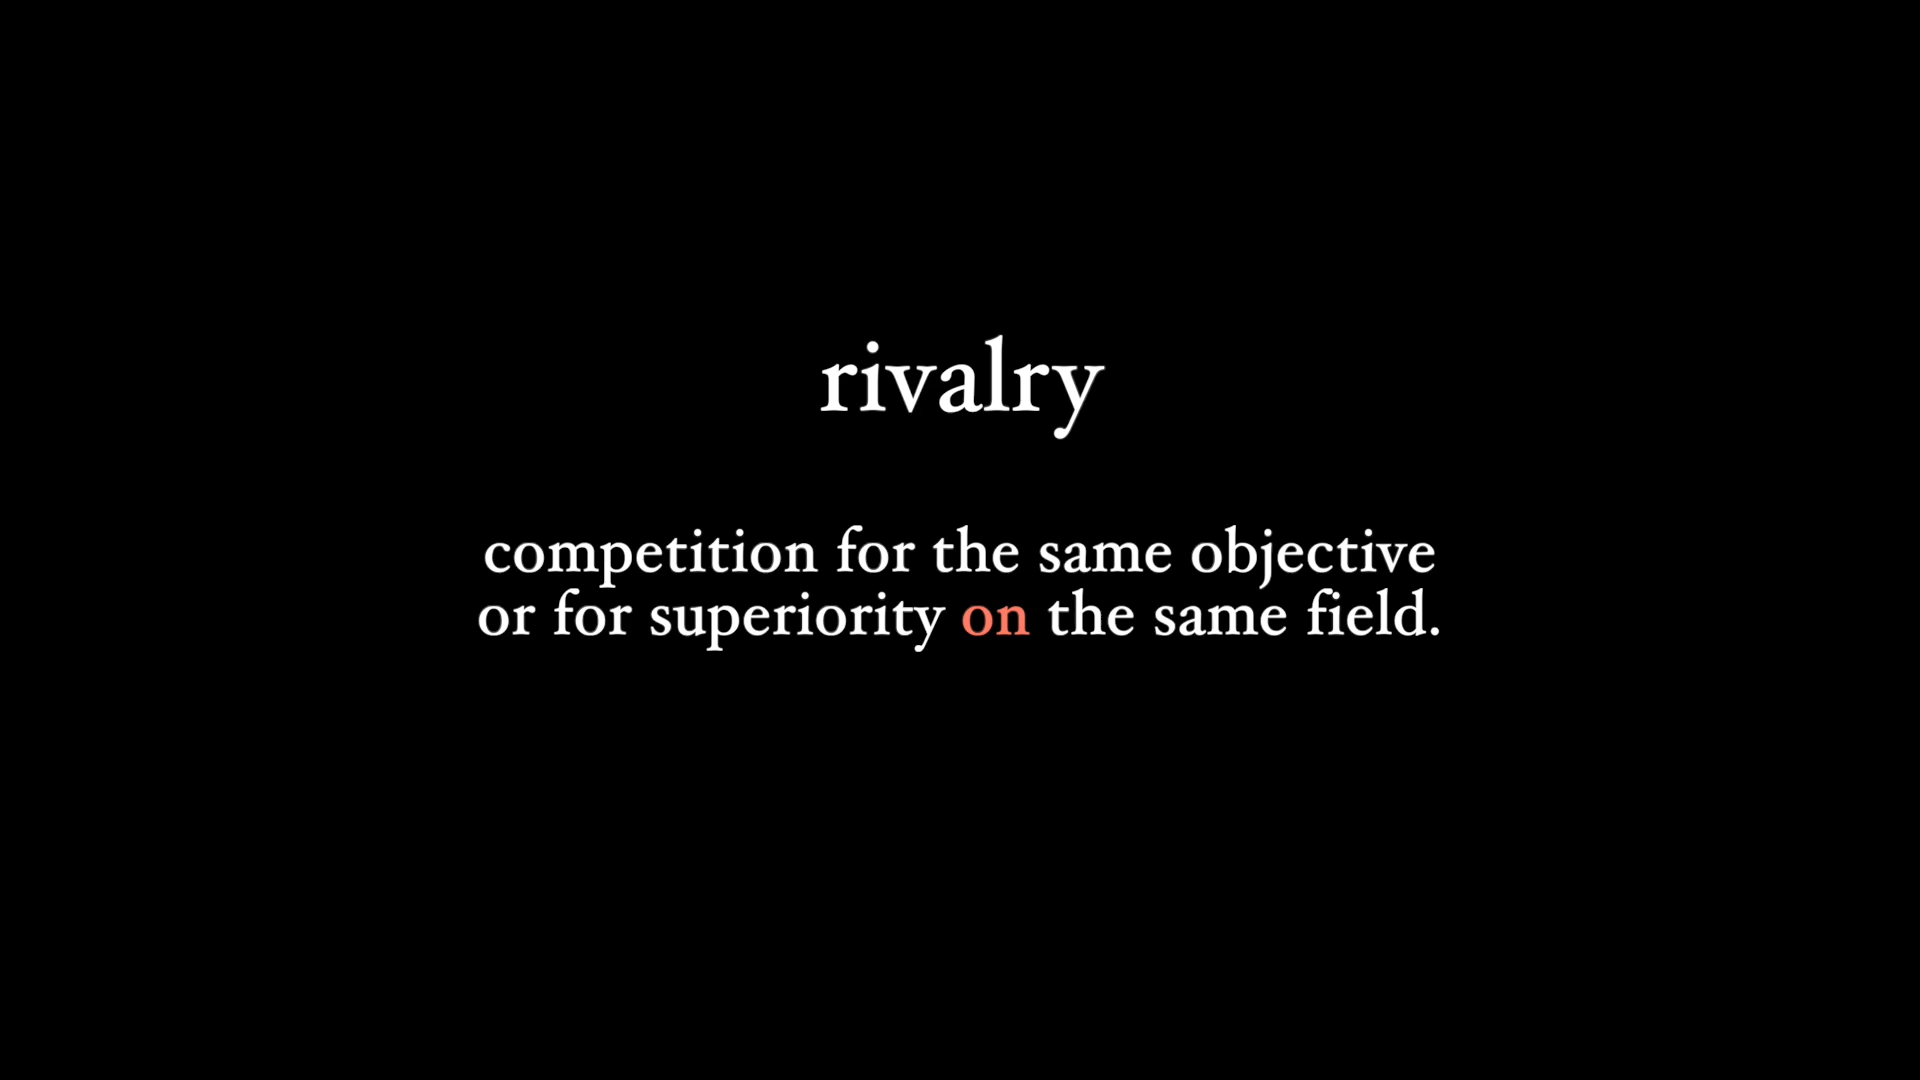 rivalry
competition for the same objective
or for superiority on the same field.